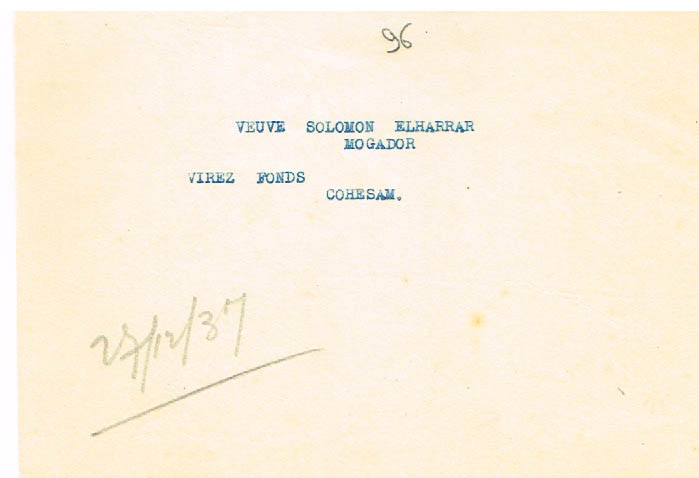 96
VEUVE SOLOMON ELHARRAR
MOGADOR
VIREZ FONDS
COHESAM.
27/12/37